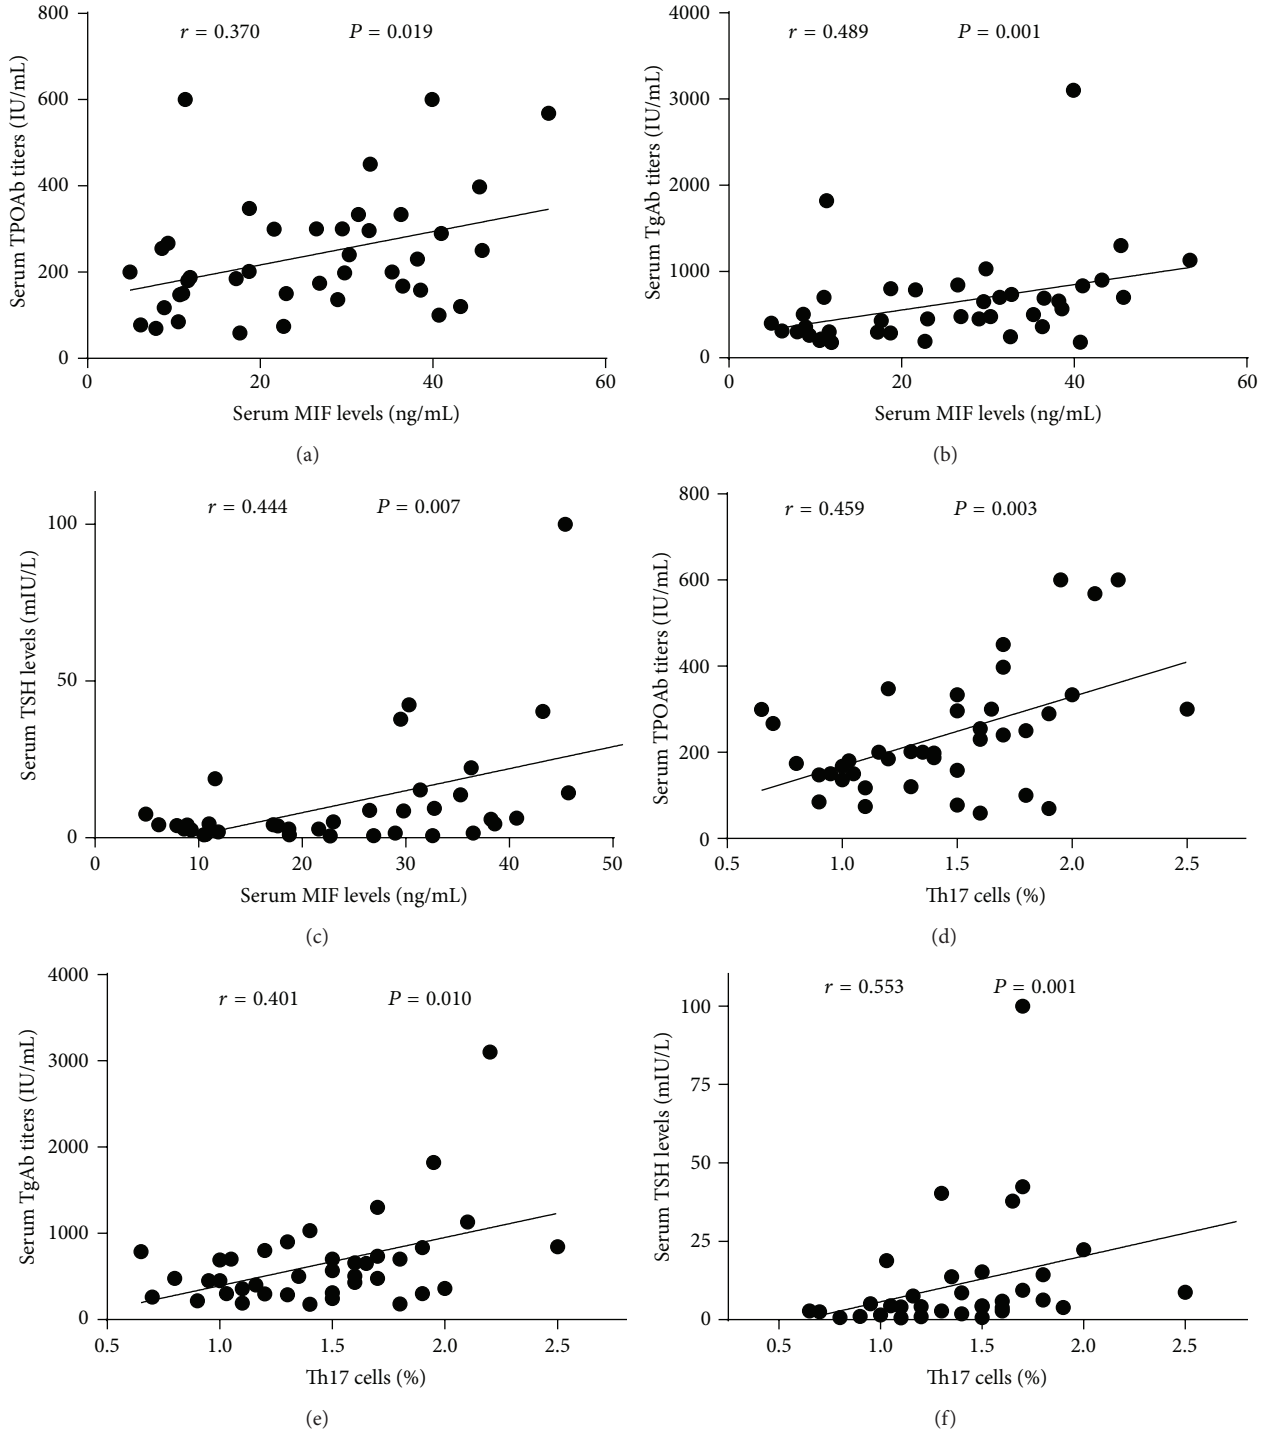 r = 0.370 P = 0.019
800
600
400
200
0
0 20 40 60
Serum TPOAb titers (IU/mL)
Serum MIF levels (ng/mL)
(a)
r = 0.489 P = 0.001
4000
3000
2000
1000
0
0 20 40 60
Serum TgAb titers (IU/mL)
Serum MIF levels (ng/mL)
(b)
r = 0.444 P = 0.007
100
50
0
0 10 20 30 40 50
Serum TSH levels (mIU/L)
Serum MIF levels (ng/mL)
(c)
r = 0.459 P = 0.003
800
600
400
200
0
0.5 1.0 1.5 2.0 2.5
Serum TPOAb titers (IU/mL)
Th17 cells (%)
(d)
r = 0.401 P = 0.010
4000
3000
2000
1000
0
0.5 1.0 1.5 2.0 2.5
Serum TgAb titers (IU/mL)
Th17 cells (%)
(e)
r = 0.553 P = 0.001
100
75
50
25
0
0.5 1.0 1.5 2.0 2.5
Serum TSH levels (mIU/L)
Th17 cells (%)
(f)